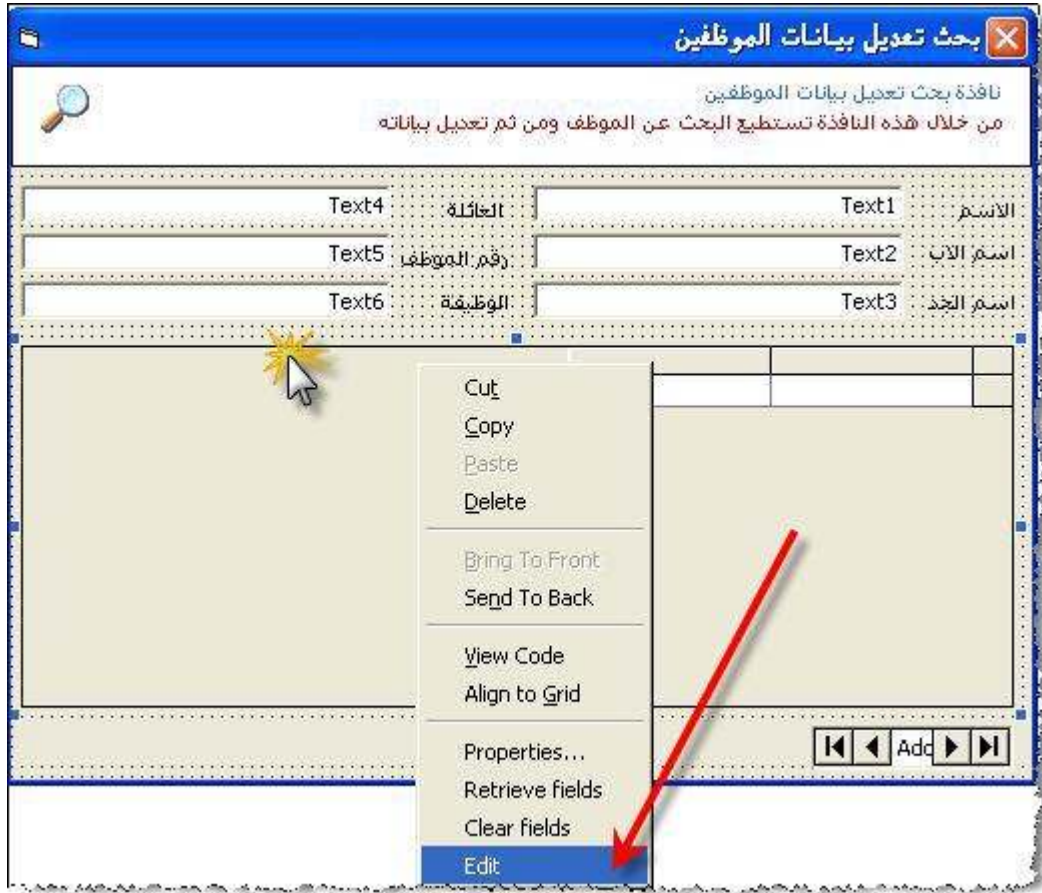 بحث تعديل بيانات الموظفين
نافذة بحث تعديل بيانات الموظفين
من خلال هذه النافذة تستطيع البحث عن الموظف ومن ثم تعديل بياناته
الاسم Text1 العائلة Text4
اسم الاب Text2 رقم الموظف Text5
اسم الجد Text3 الوظيفة Text6
Cut
Copy
Paste
Delete
Bring To Front
Send To Back
View Code
Align to Grid
Properties...
Retrieve fields
Clear fields
Edit